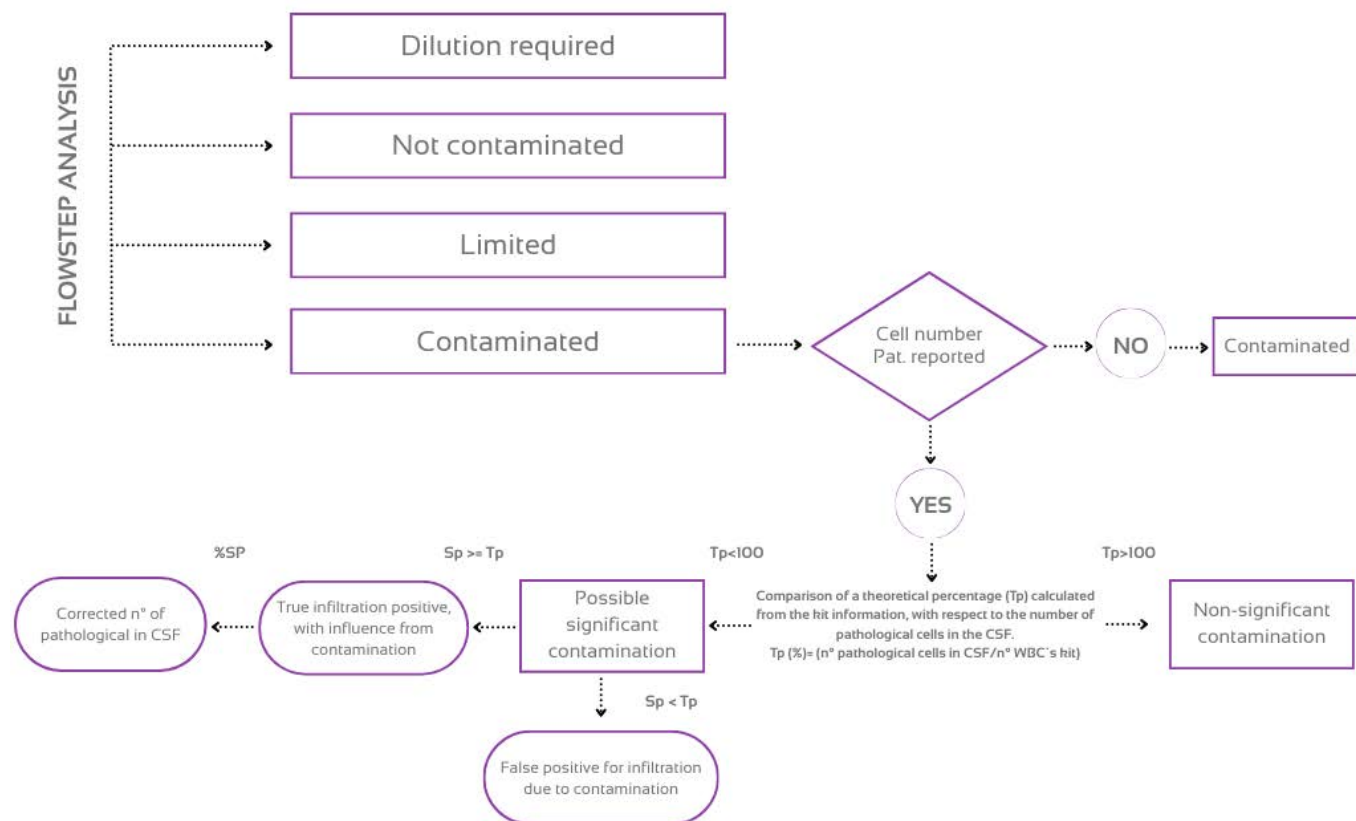 FLOWSTEP ANALYSIS
Dilution required
Not contaminated
Limited
Contaminated
Cell number
Pat. reported
NO
Contaminated
YES
%SP
Sp >= Tp
Tp<100
Tp>100
Corrected n° of
pathological in CSF
True infiltration positive,
with influence from
contamination
Possible
significant
contamination
Comparison of a theoretical percentage (Tp) calculated
from the hit information, with respect to the number of
pathological cells in the CSF.
Tp (%)= (n° pathological cells in CSF/n° WBC´s hit)
Non-significant
contamination
Sp < Tp
False positive for infiltration
due to contamination